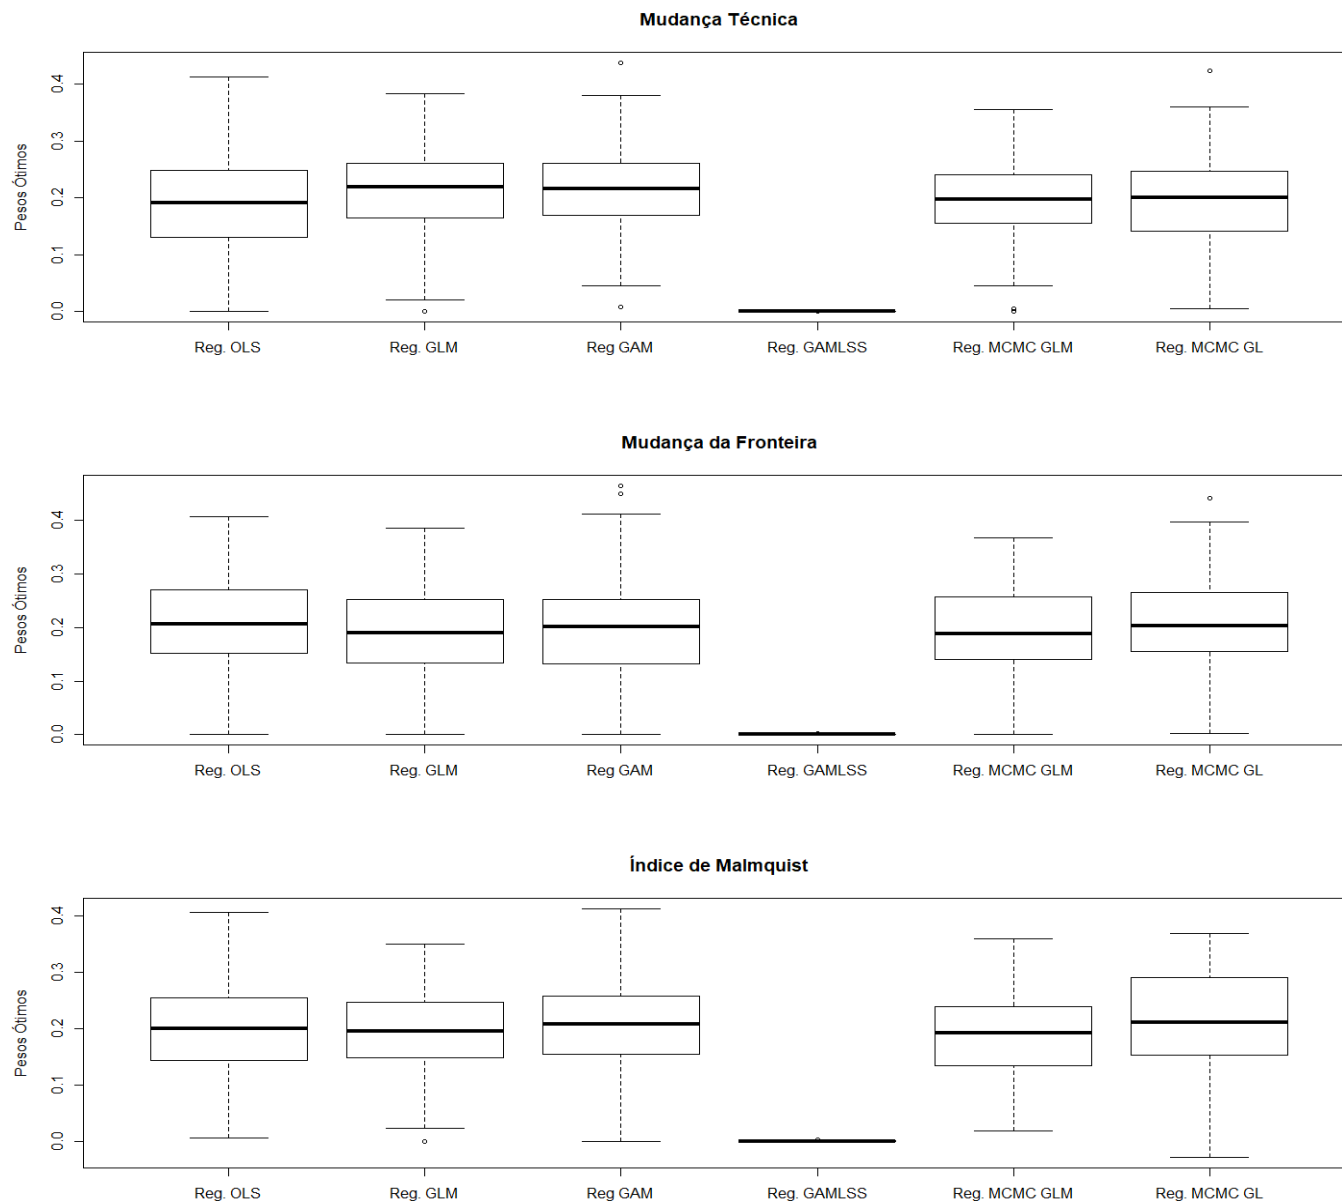 Mudança Técnica
Pesos Ótimos
0.0 0.1 0.2 0.3 0.4
Reg. OLS Reg. GLM Reg GAM Reg. GAMLSS Reg. MCMC GLM Reg. MCMC GL
Mudança da Fronteira
Pesos Ótimos
0.0 0.1 0.2 0.3 0.4
Reg. OLS Reg. GLM Reg GAM Reg. GAMLSS Reg. MCMC GLM Reg. MCMC GL
Índice de Malmquist
Pesos Ótimos
0.0 0.1 0.2 0.3 0.4
Reg. OLS Reg. GLM Reg GAM Reg. GAMLSS Reg. MCMC GLM Reg. MCMC GL